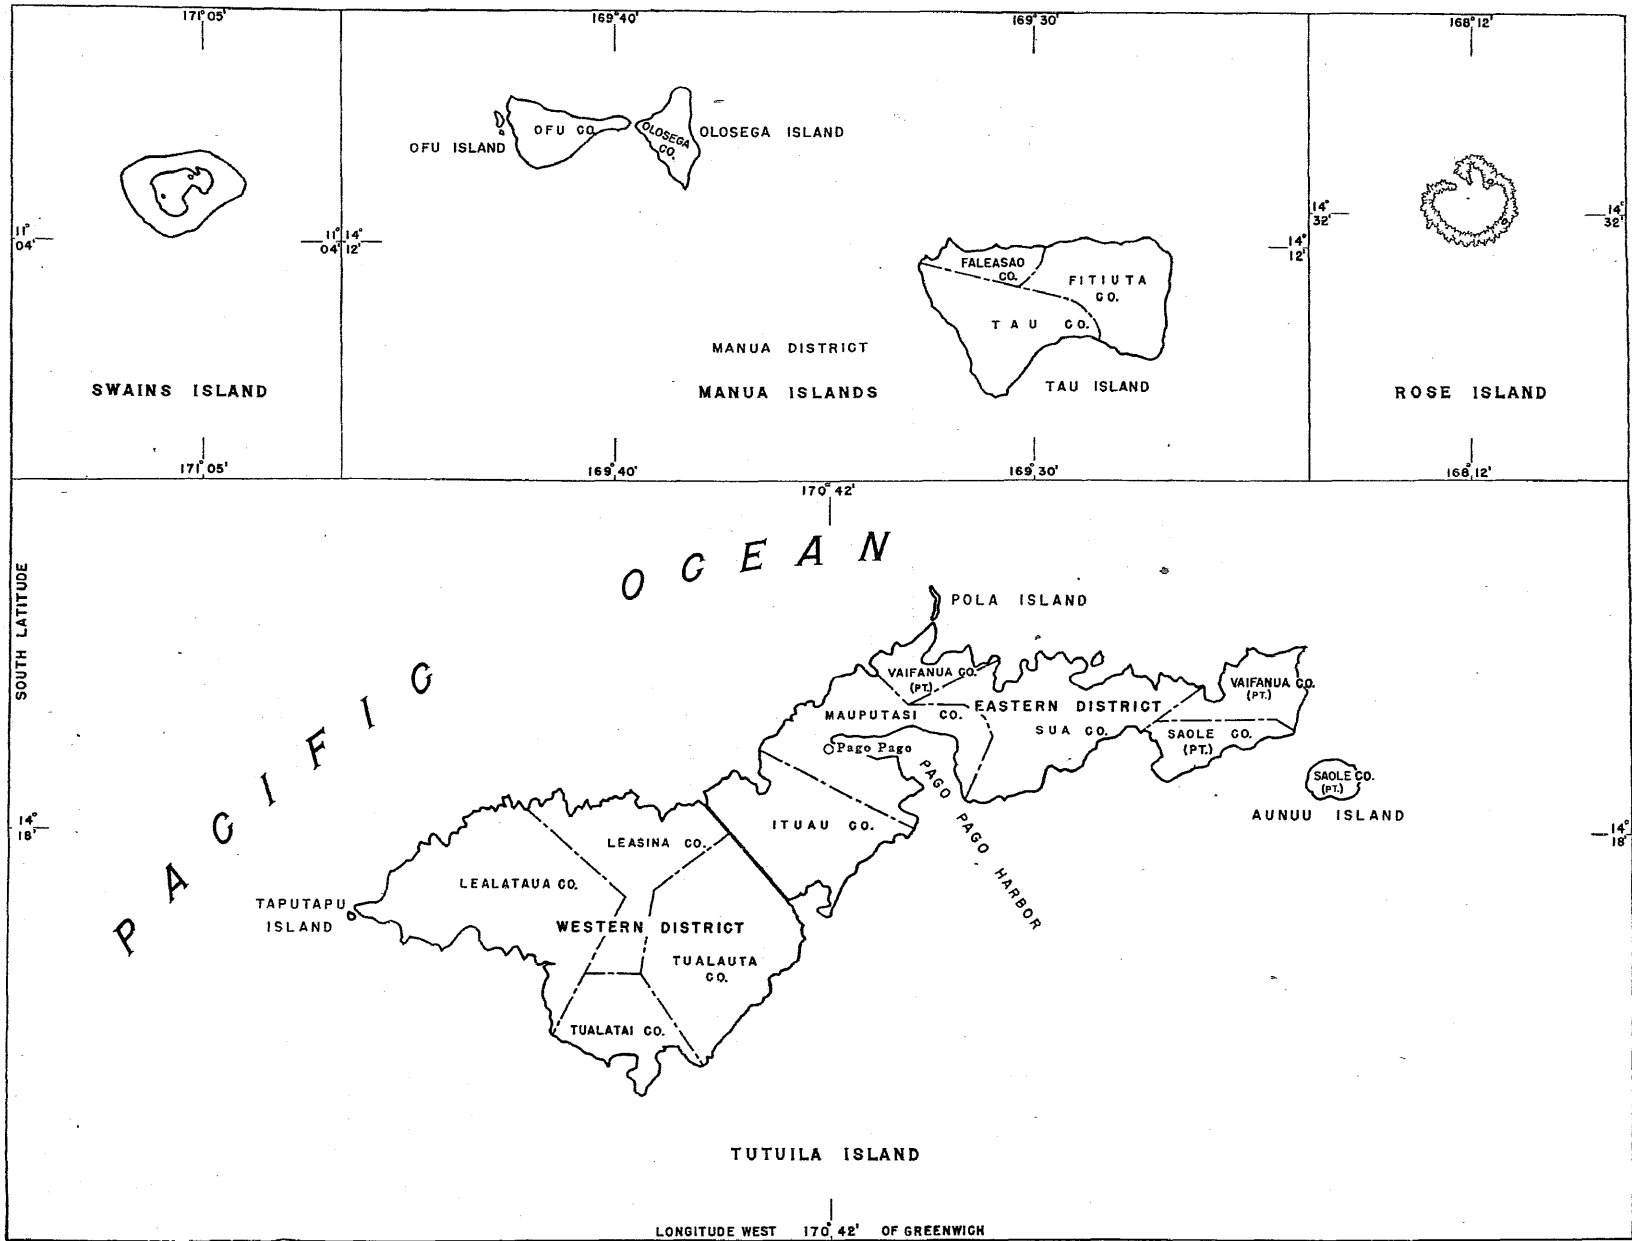 171° 05'
169° 40'
169° 30'
168° 12'
OFU CO.
OFU ISLAND
OLOSEGA
CO.
OLOSEGA ISLAND
11°
04'
11°
04'
14°
12'
14°
12'
14°
32'
14°
32'
FALEASAO
CO.
FITIUTA
CO.
TAU CO.
TAU ISLAND
MANUA DISTRICT
SWAINS ISLAND
MANUA ISLANDS
ROSE ISLAND
171° 05'
169° 40'
169° 30'
168° 12'
170° 42'
PACIFIC OCEAN
SOUTH LATITUDE
POLA ISLAND
VAIFANUA CO.
(PT.)
EASTERN DISTRICT
VAIFANUA CO.
(PT.)
MAUPUTASI CO.
SUA CO.
SAOLE CO.
(PT.)
Pago Pago
PAGO PAGO HARBOR
SAOLE CO.
(PT.)
AUNUU ISLAND
14°
18'
14°
18'
ITUAU CO.
LEASINA CO.
LEALATAUA CO.
TAPUTAPU
ISLAND
WESTERN DISTRICT
TUALAUTA
CO.
TUALATAI CO.
TUTUILA ISLAND
LONGITUDE WEST 170° 42' OF GREENWICH